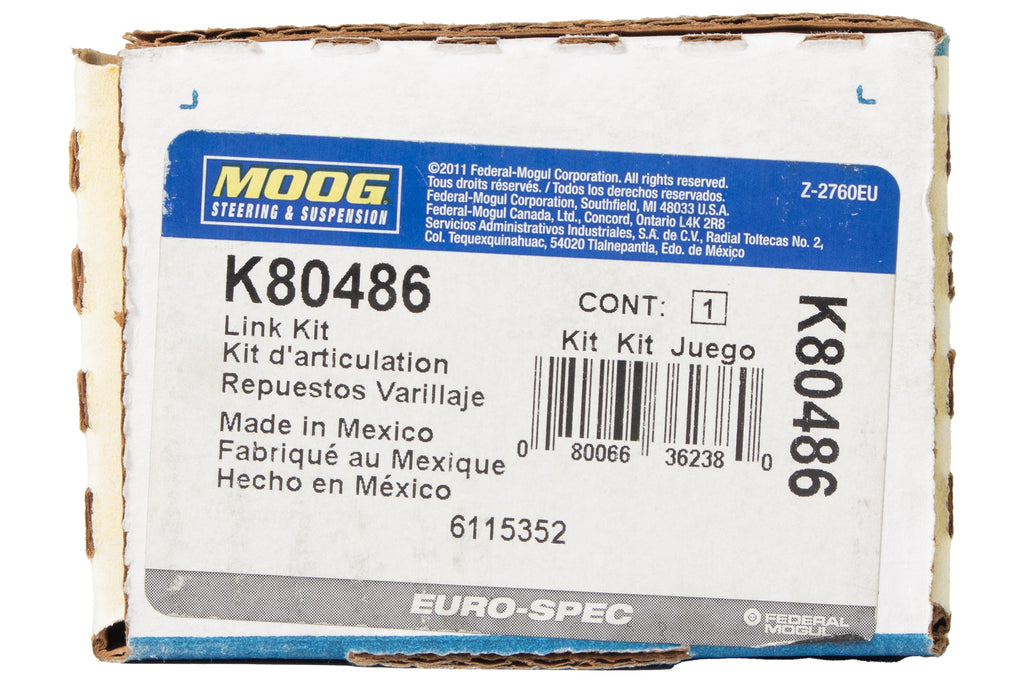 MOOG
STEERING & SUSPENSION
©2011 Federal-Mogul Corporation. All rights reserved.
Tous droits réservés. / Todos los derechos reservados.
Federal-Mogul Corporation, Southfield, MI 48033 U.S.A.
Federal-Mogul Canada, Ltd., Concord, Ontario L4K 2R8
Servicios Administrativos Industriales, S.A. de C.V., Radial Toltecas No. 2,
Col. Tequexquinahuac, 54020 Tlalnepantla, Edo. de México
Z-2760EU
K80486
Link Kit
Kit d'articulation
Repuestos Varillaje
Made in Mexico
Fabriqué au Mexique
Hecho en México
6115352
CONT: 1
Kit Kit Juego
0 80066 36238 0
K80486
EURO-SPEC
FEDERAL
MOGUL